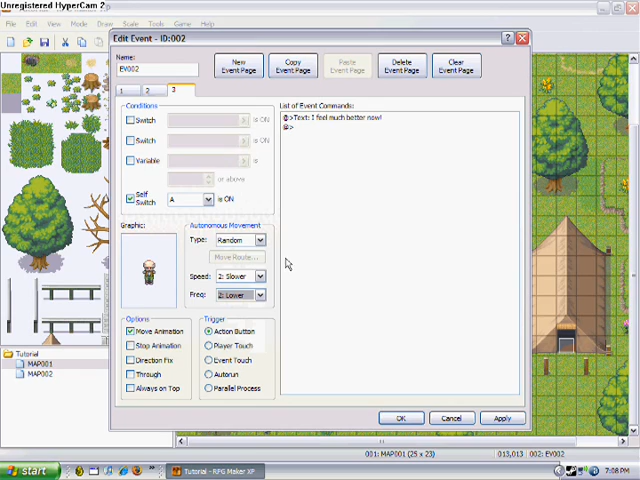 Unregistered HyperCam 2
File Edit View Mode Draw Scale Tools Game Help
Edit Event - ID:002
Name:
EV002
New Event Page
Copy Event Page
Paste Event Page
Delete Event Page
Clear Event Page
1 2 3
Conditions
Switch is ON
Switch is ON
Variable is
or above
Self Switch A is ON
Graphic:
Autonomous Movement
Type: Random
Move Route...
Speed: 2: Slower
Freq: 2: Lower
Options
Move Animation
Stop Animation
Direction Fix
Through
Always on Top
Trigger
Action Button
Player Touch
Event Touch
Autorun
Parallel Process
List of Event Commands:
@>Text: I feel much better now!
@>
OK Cancel Apply
Tutorial
MAP001
MAP002
001: MAP001 (25 x 23) 013,013 002: EV002
start
Tutorial - RPG Maker XP
7:08 PM